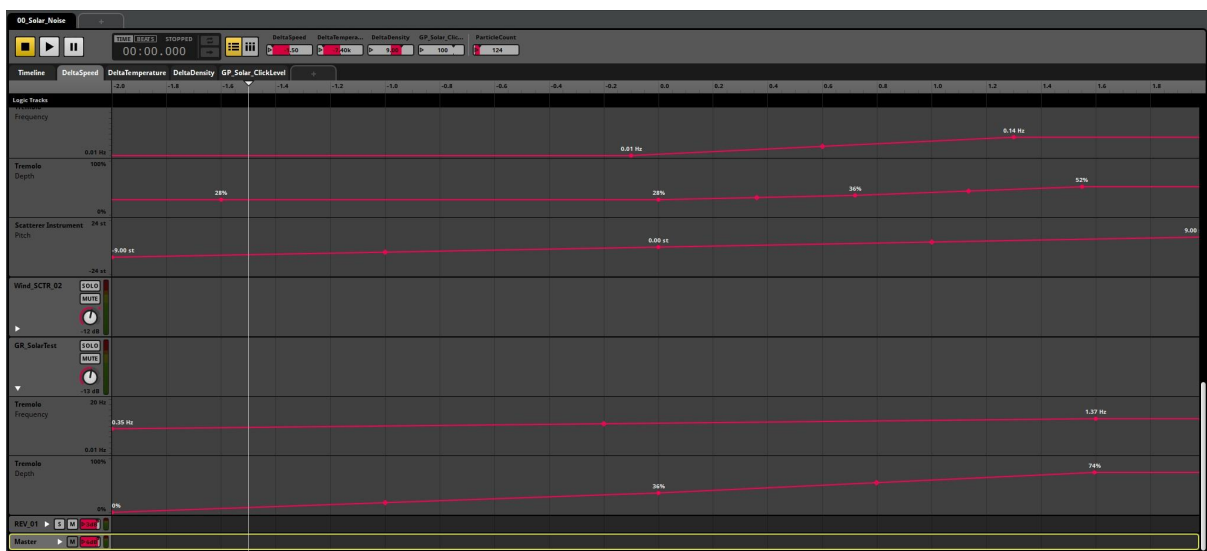 00_Solar_Noise +
TIME BEATS STOPPED
00:00.000
DeltaSpeed DeltaTempera... DeltaDensity GP_Solar_Clic... ParticleCount
100 124
Timeline DeltaSpeed DeltaTemperature DeltaDensity GP_Solar_ClickLevel +
-2.0 -1.8 -1.6 -1.4 -1.2 -1.0 -0.8 -0.6 -0.4 -0.2 0.0 0.2 0.4 0.6 0.8 1.0 1.2 1.4 1.6 1.8
Logic Tracks
Frequency
0.14 Hz
0.01 Hz
0.01 Hz
Tremolo 100%
Depth
28% 28% 36% 52%
0%
Scatterer Instrument 24 st
Pitch
-9.00 st 0.00 st 9.00
-24 st
Wind_SCTR_02 SOLO
MUTE
-12 dB
GR_SolarTest SOLO
MUTE
-13 dB
Tremolo 20 Hz
Frequency
0.35 Hz 1.37 Hz
0.01 Hz
Tremolo 100%
Depth
0% 36% 74%
0%
REV_01 S M
Master M